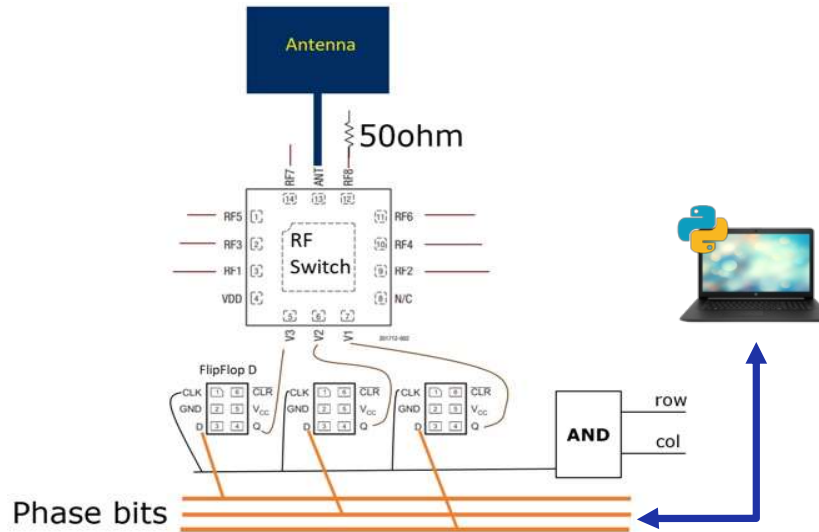 Antenna
50ohm
RF7
ANT
RF8
14
13
12
RF5 1
11 RF6
RF3 2
RF
Switch
10 RF4
RF1 3
9 RF2
VDD 4
8 N/C
5
6
7
V3
V2
V1
201712-002
FlipFlop D
CLK 1 6 CLR
GND 2 5 VCC
D 3 4 Q
CLK 1 6 CLR
GND 2 5 VCC
D 3 4 Q
CLK 1 6 CLR
GND 2 5 VCC
D 3 4 Q
AND
row
col
Phase bits